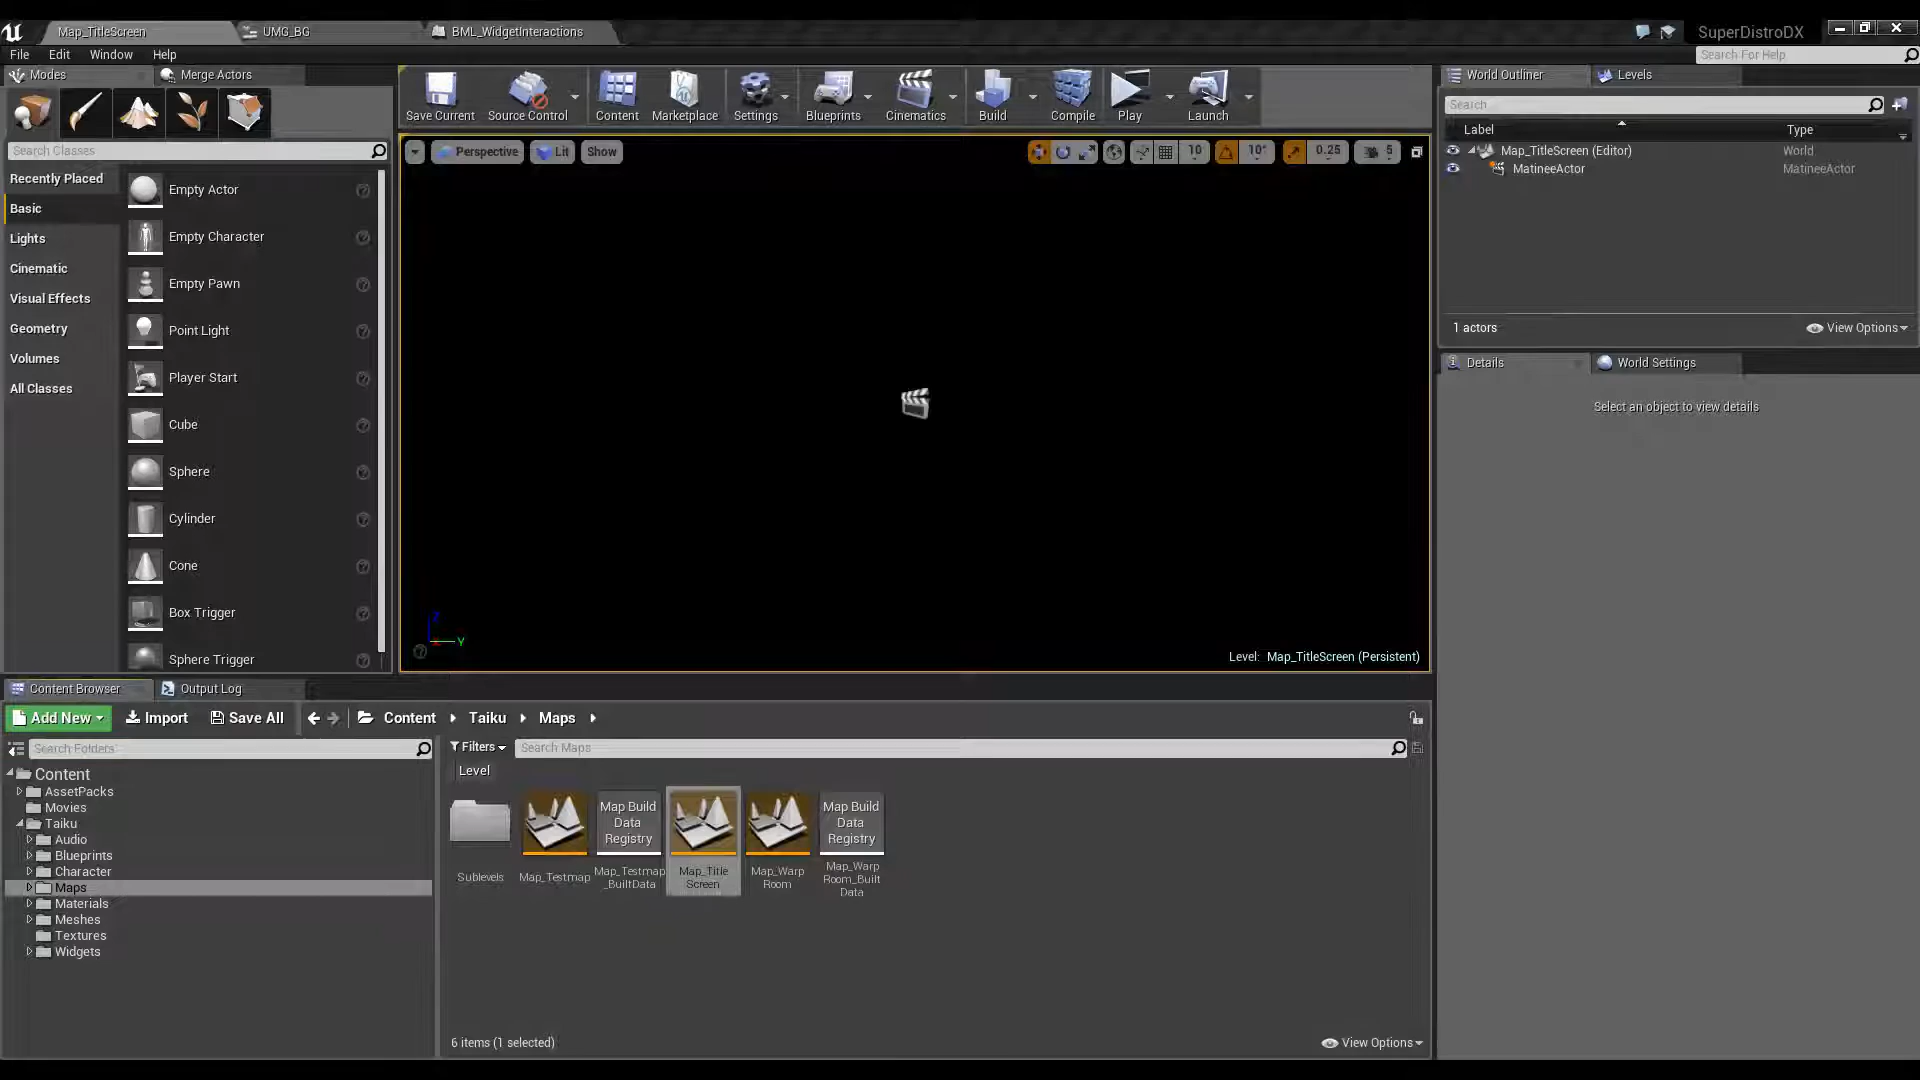 Map_TitleScreen
UMG_BG
BML_WidgetInteractions
SuperDistroDX
File Edit Window Help
Search For Help
Modes
Merge Actors
Search Classes
Recently Placed
Basic
Lights
Cinematic
Visual Effects
Geometry
Volumes
All Classes
Empty Actor
Empty Character
Empty Pawn
Point Light
Player Start
Cube
Sphere
Cylinder
Cone
Box Trigger
Sphere Trigger
Save Current
Source Control
Content
Marketplace
Settings
Blueprints
Cinematics
Build
Compile
Play
Launch
Perspective
Lit
Show
10
10°
0.25
5
Y
Level: Map_TitleScreen (Persistent)
World Outliner
Levels
Search
Label Type
Map_TitleScreen (Editor) World
MatineeActor MatineeActor
1 actors
View Options
Details
World Settings
Select an object to view details
Content Browser
Output Log
Add New
Import
Save All
Content
Taiku
Maps
Search Folders
Filters
Search Maps
Level
Content
AssetPacks
Movies
Taiku
Audio
Blueprints
Character
Maps
Materials
Meshes
Textures
Widgets
Sublevels
Map_Testmap
Map Build
Data
Registry
Map_Testmap
_BuiltData
Map_Title
Screen
Map_Warp
Room
Map Build
Data
Registry
Map_Warp
Room_Built
Data
6 items (1 selected)
View Options